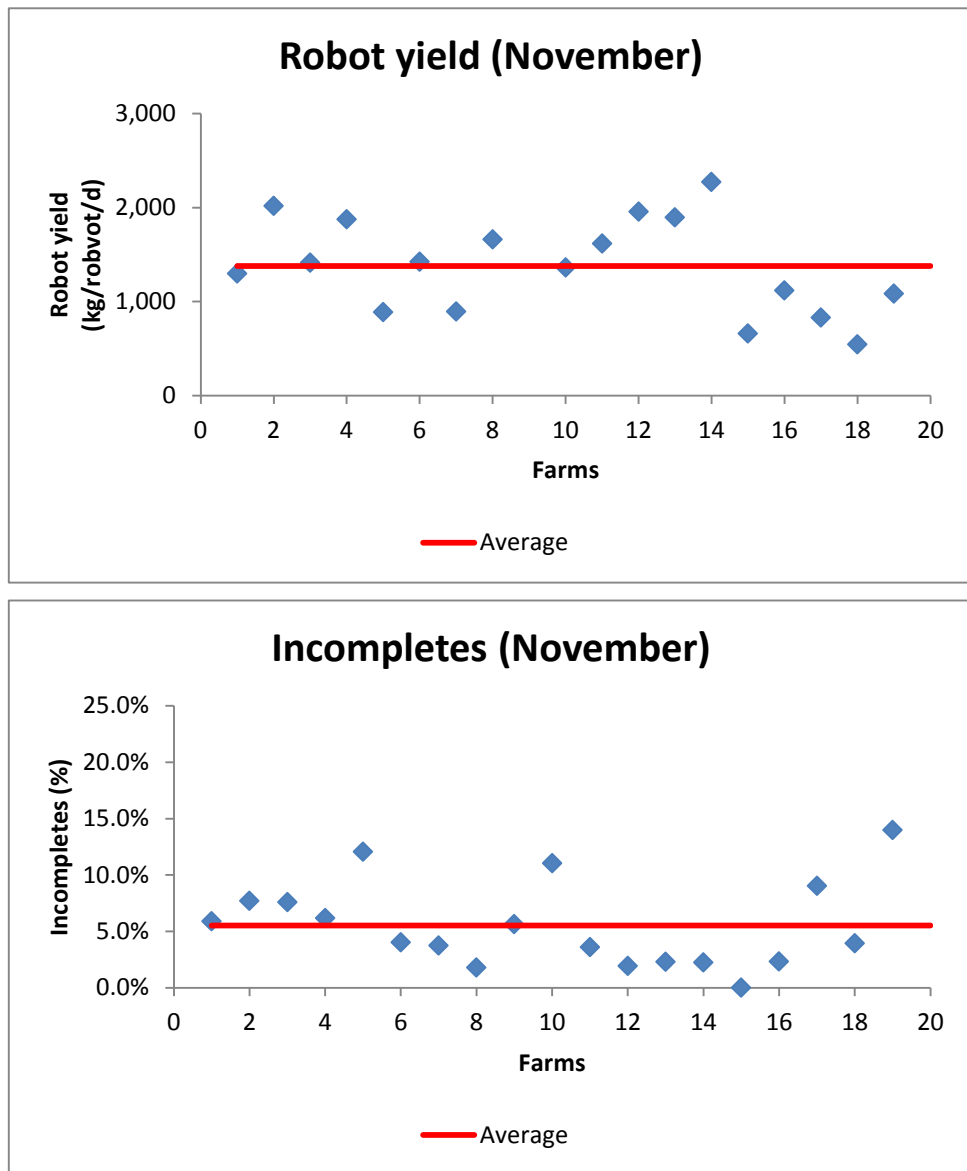 Robot yield (November)
3,000
2,000
1,000
0
Robot yield
(kg/robvot/d)
0 2 4 6 8 10 12 14 16 18 20
Farms
Average
Incompletes (November)
25.0%
20.0%
15.0%
10.0%
5.0%
0.0%
Incompletes (%)
0 2 4 6 8 10 12 14 16 18 20
Farms
Average